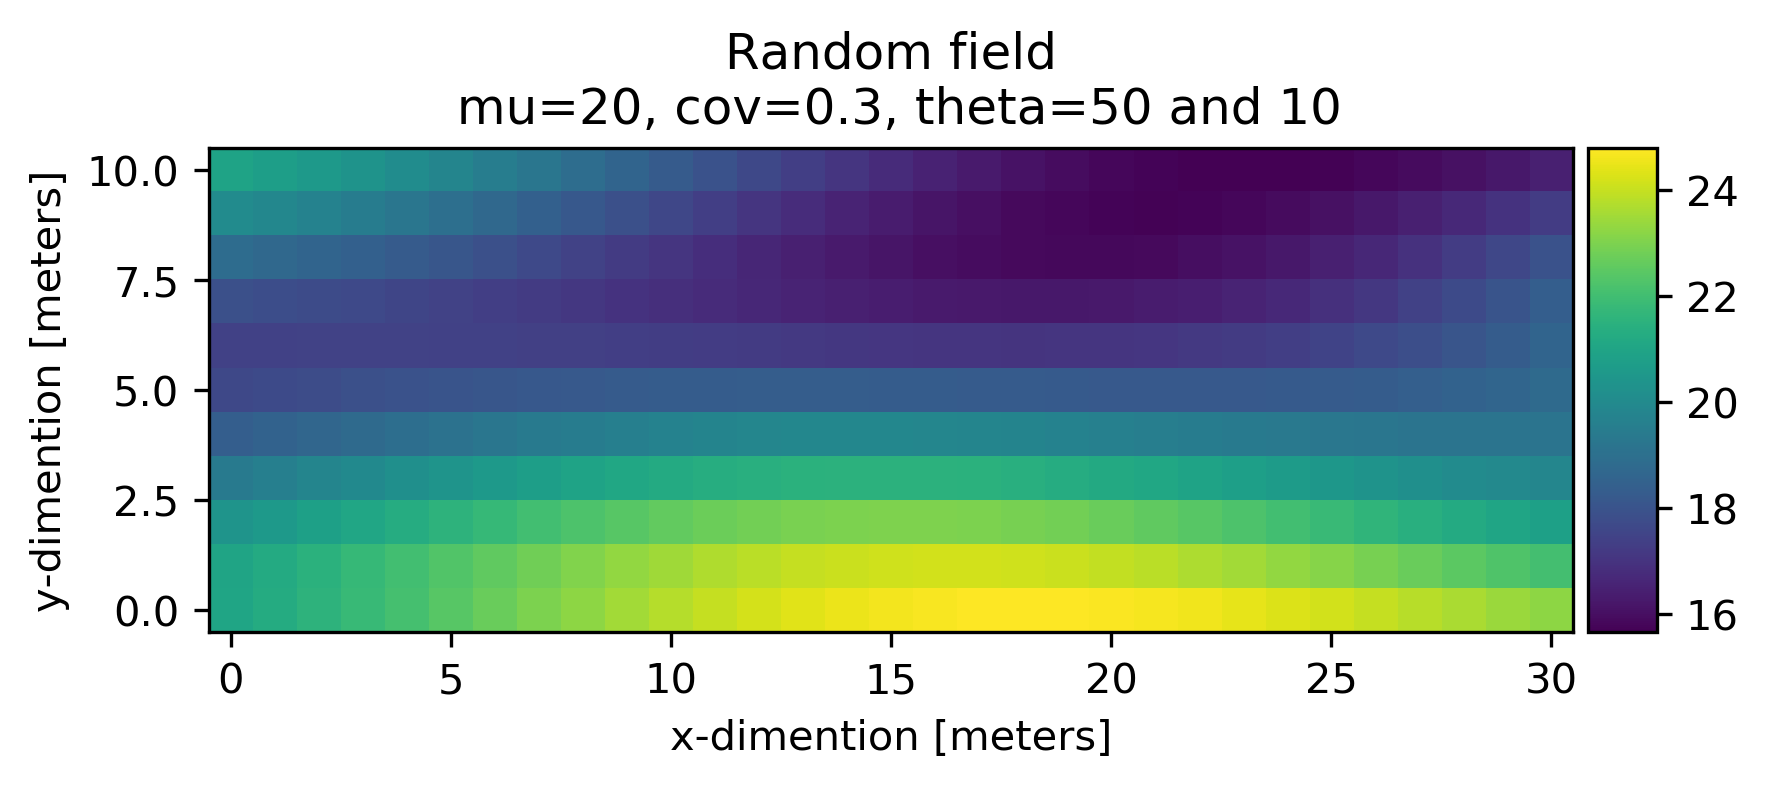 Random field
mu=20, cov=0.3, theta=50 and 10
y-dimention [meters]
10.0
7.5
5.0
2.5
0.0
0 5 10 15 20 25 30
x-dimention [meters]
24
22
20
18
16